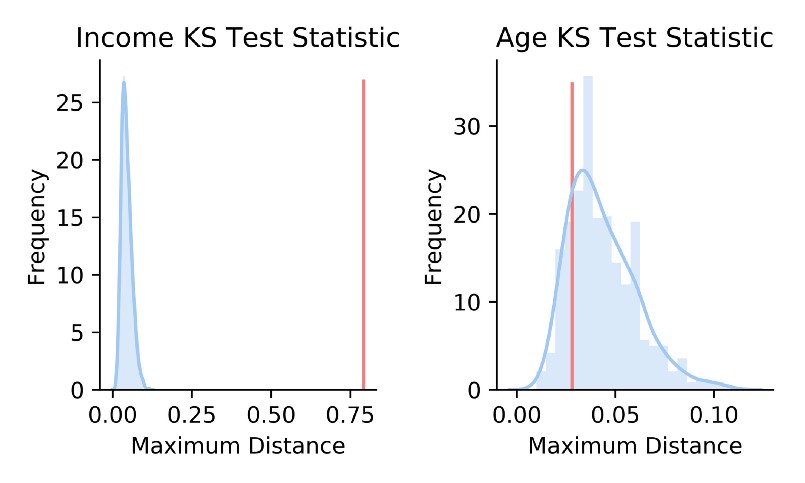 Income KS Test Statistic
Frequency
25
20
15
10
5
0
0.00 0.25 0.50 0.75
Maximum Distance
Age KS Test Statistic
Frequency
30
20
10
0
0.00 0.05 0.10
Maximum Distance